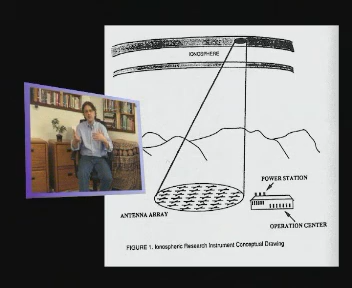 IONOSPHERE
POWER STATION
ANTENNA ARRAY
OPERATION CENTER
FIGURE 1. Ionospheric Research Instrument Conceptual Drawing